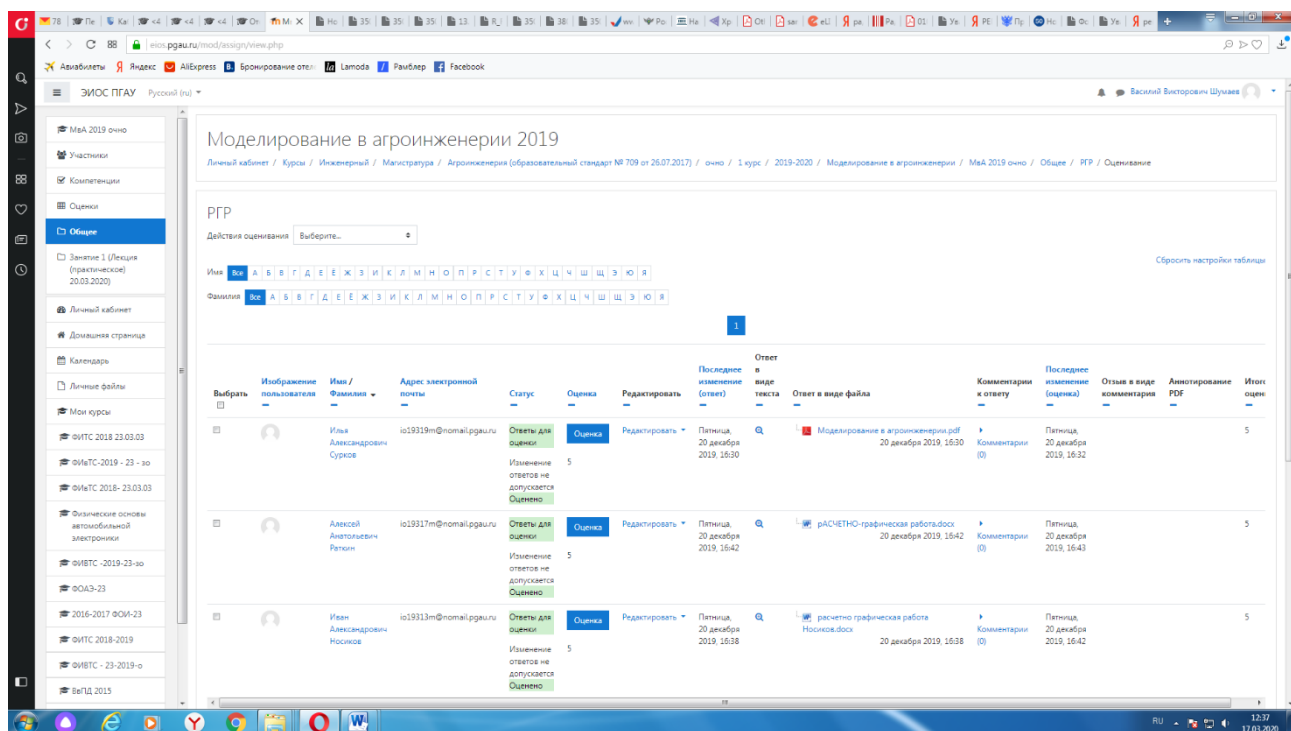 eios.pgau.ru/mod/assign/view.php
Авиабилеты Яндекс AliExpress Бронирование отел Lamoda Рамблер Facebook
ЭИОС ПГАУ Русский (ru)
Василий Викторович Шумаев
МвА 2019 очно
Участники
Компетенции
Оценки
Общее
Занятие 1 (Лекция
(практическое)
20.03.2020)
Личный кабинет
Домашняя страница
Календарь
Личные файлы
Мои курсы
ФИТС 2018 23.03.03
ФИвТС-2019 - 23 - зо
ФИвТС 2018- 23.03.03
Физические основы
автомобильной
электроники
ФИВТС -2019-23-зо
ФОАЭ-23
2016-2017 ФОИ-23
ФИТС 2018-2019
ФИВТС - 23-2019-о
ВвПД 2015
Моделирование в агроинженерии 2019
Личный кабинет / Курсы / Инженерный / Магистратура / Агроинженерия (образовательный стандарт № 709 от 26.07.2017) / очно / 1 курс / 2019-2020 / Моделирование в агроинженерии / МвА 2019 очно / Общее / РГР / Оценивание
РГР
Действия оценивания Выберите...
Сбросить настройки таблицы
Имя Все А Б В Г Д Е Ё Ж З И К Л М Н О П Р С Т У Ф Х Ц Ч Ш Щ Э Ю Я
Фамилия Все А Б В Г Д Е Ё Ж З И К Л М Н О П Р С Т У Ф Х Ц Ч Ш Щ Э Ю Я
1
Выбрать
Изображение
пользователя
Имя /
Фамилия
Адрес электронной
почты
Статус
Оценка
Редактировать
Последнее
изменение
(ответ)
Ответ
в
виде
текста
Ответ в виде файла
Комментарии
к ответу
Последнее
изменение
(оценка)
Отзыв в виде
комментария
Аннотирование
PDF
Итого
оцен
Илья
Александрович
Сурков
io19319m@nomail.pgau.ru
Ответы для
оценки
Изменение
ответов не
допускается
Оценено
Оценка
5
Редактировать
Пятница,
20 декабря
2019, 16:30
Моделирование в агроинженерии.pdf
20 декабря 2019, 16:30
Комментарии
(0)
Пятница,
20 декабря
2019, 16:32
5
Алексей
Анатольевич
Раткин
io19317m@nomail.pgau.ru
Ответы для
оценки
Изменение
ответов не
допускается
Оценено
Оценка
5
Редактировать
Пятница,
20 декабря
2019, 16:42
рАСЧЕТНО-графическая работа.docx
20 декабря 2019, 16:42
Комментарии
(0)
Пятница,
20 декабря
2019, 16:43
5
Иван
Александрович
Носиков
io19313m@nomail.pgau.ru
Ответы для
оценки
Изменение
ответов не
допускается
Оценено
Оценка
5
Редактировать
Пятница,
20 декабря
2019, 16:38
расчетно графическая работа
Носиков.docx
20 декабря 2019, 16:38
Комментарии
(0)
Пятница,
20 декабря
2019, 16:42
5
RU
12:37
17.03.2020